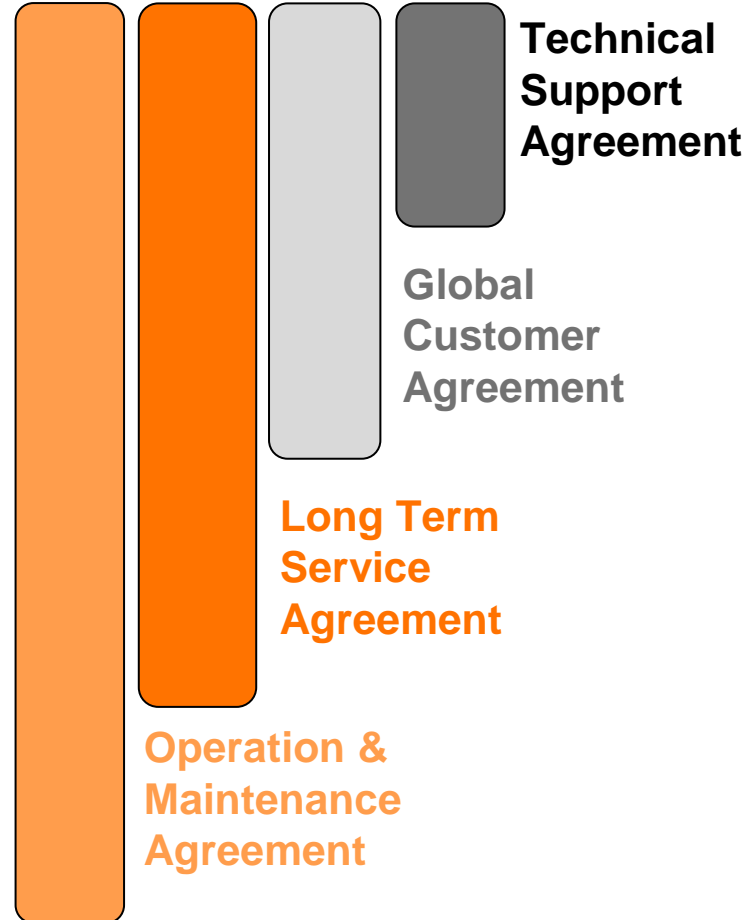 Technical
Support
Agreement
Global
Customer
Agreement
Long Term
Service
Agreement
Operation &
Maintenance
Agreement